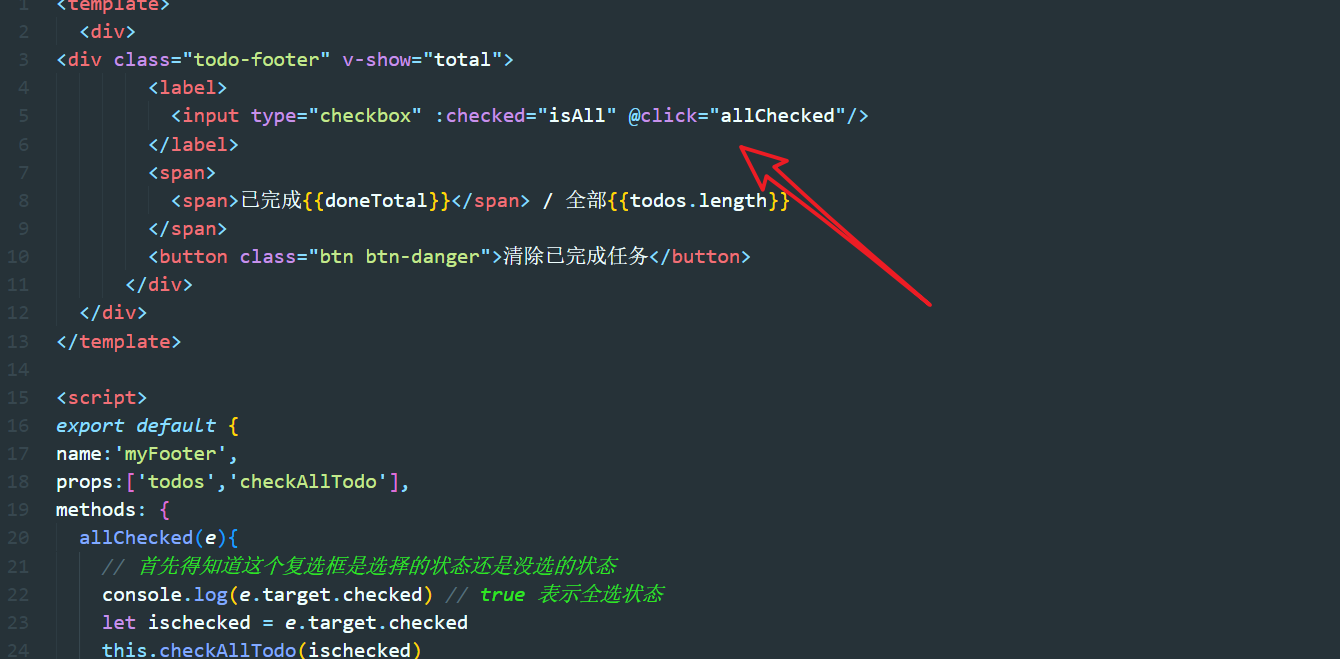 1 <template>
2 <div>
3 <div class="todo-footer" v-show="total">
4 <label>
5 <input type="checkbox" :checked="isAll" @click="allChecked"/>
6 </label>
7 <span>
8 <span>已完成{{doneTotal}}</span> / 全部{{todos.length}}
9 </span>
10 <button class="btn btn-danger">清除已完成任务</button>
11 </div>
12 </div>
13 </template>
14
15 <script>
16 export default {
17 name:'myFooter',
18 props:['todos','checkAllTodo'],
19 methods: {
20 allChecked(e){
21 // 首先得知道这个复选框是选择的状态还是没选的状态
22 console.log(e.target.checked) // true 表示全选状态
23 let ischecked = e.target.checked
24 this.checkAllTodo(ischecked)